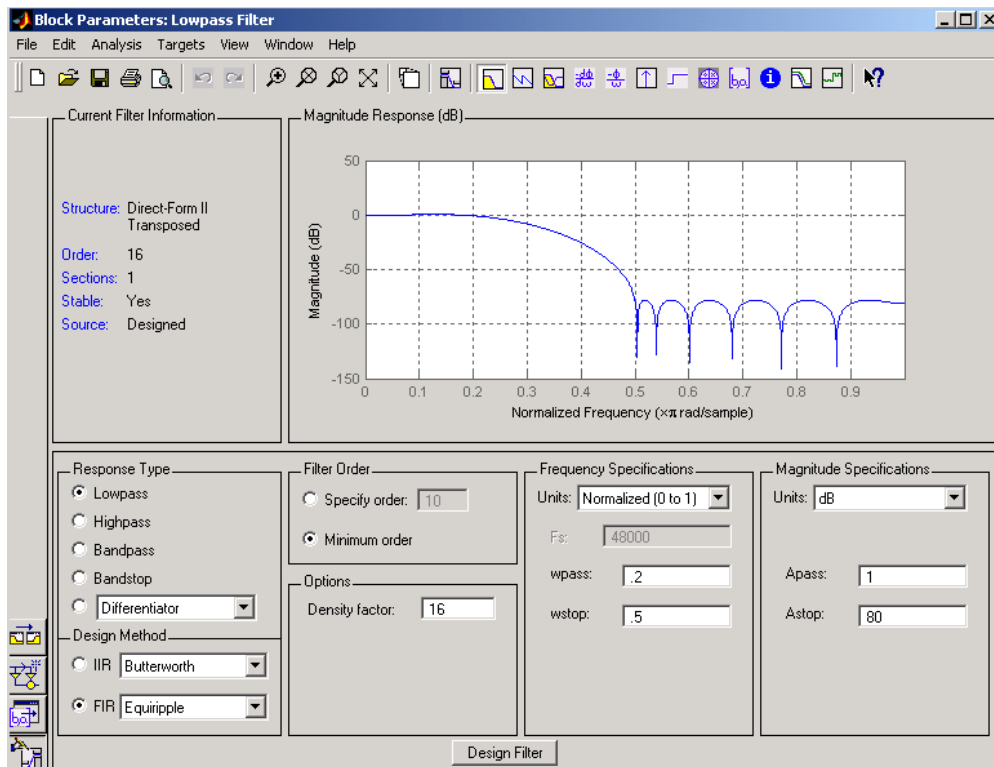 Block Parameters: Lowpass Filter
File Edit Analysis Targets View Window Help
Current Filter Information
Structure: Direct-Form II
Transposed
Order: 16
Sections: 1
Stable: Yes
Source: Designed
Magnitude Response (dB)
50
0
-50
-100
-150
Magnitude (dB)
0 0.1 0.2 0.3 0.4 0.5 0.6 0.7 0.8 0.9
Normalized Frequency (×π rad/sample)
Response Type
Lowpass
Highpass
Bandpass
Bandstop
Differentiator
Design Method
IIR Butterworth
FIR Equiripple
Filter Order
Specify order: 10
Minimum order
Options
Density factor: 16
Frequency Specifications
Units: Normalized (0 to 1)
Fs: 48000
wpass: .2
wstop: .5
Magnitude Specifications
Units: dB
Apass: 1
Astop: 80
Design Filter